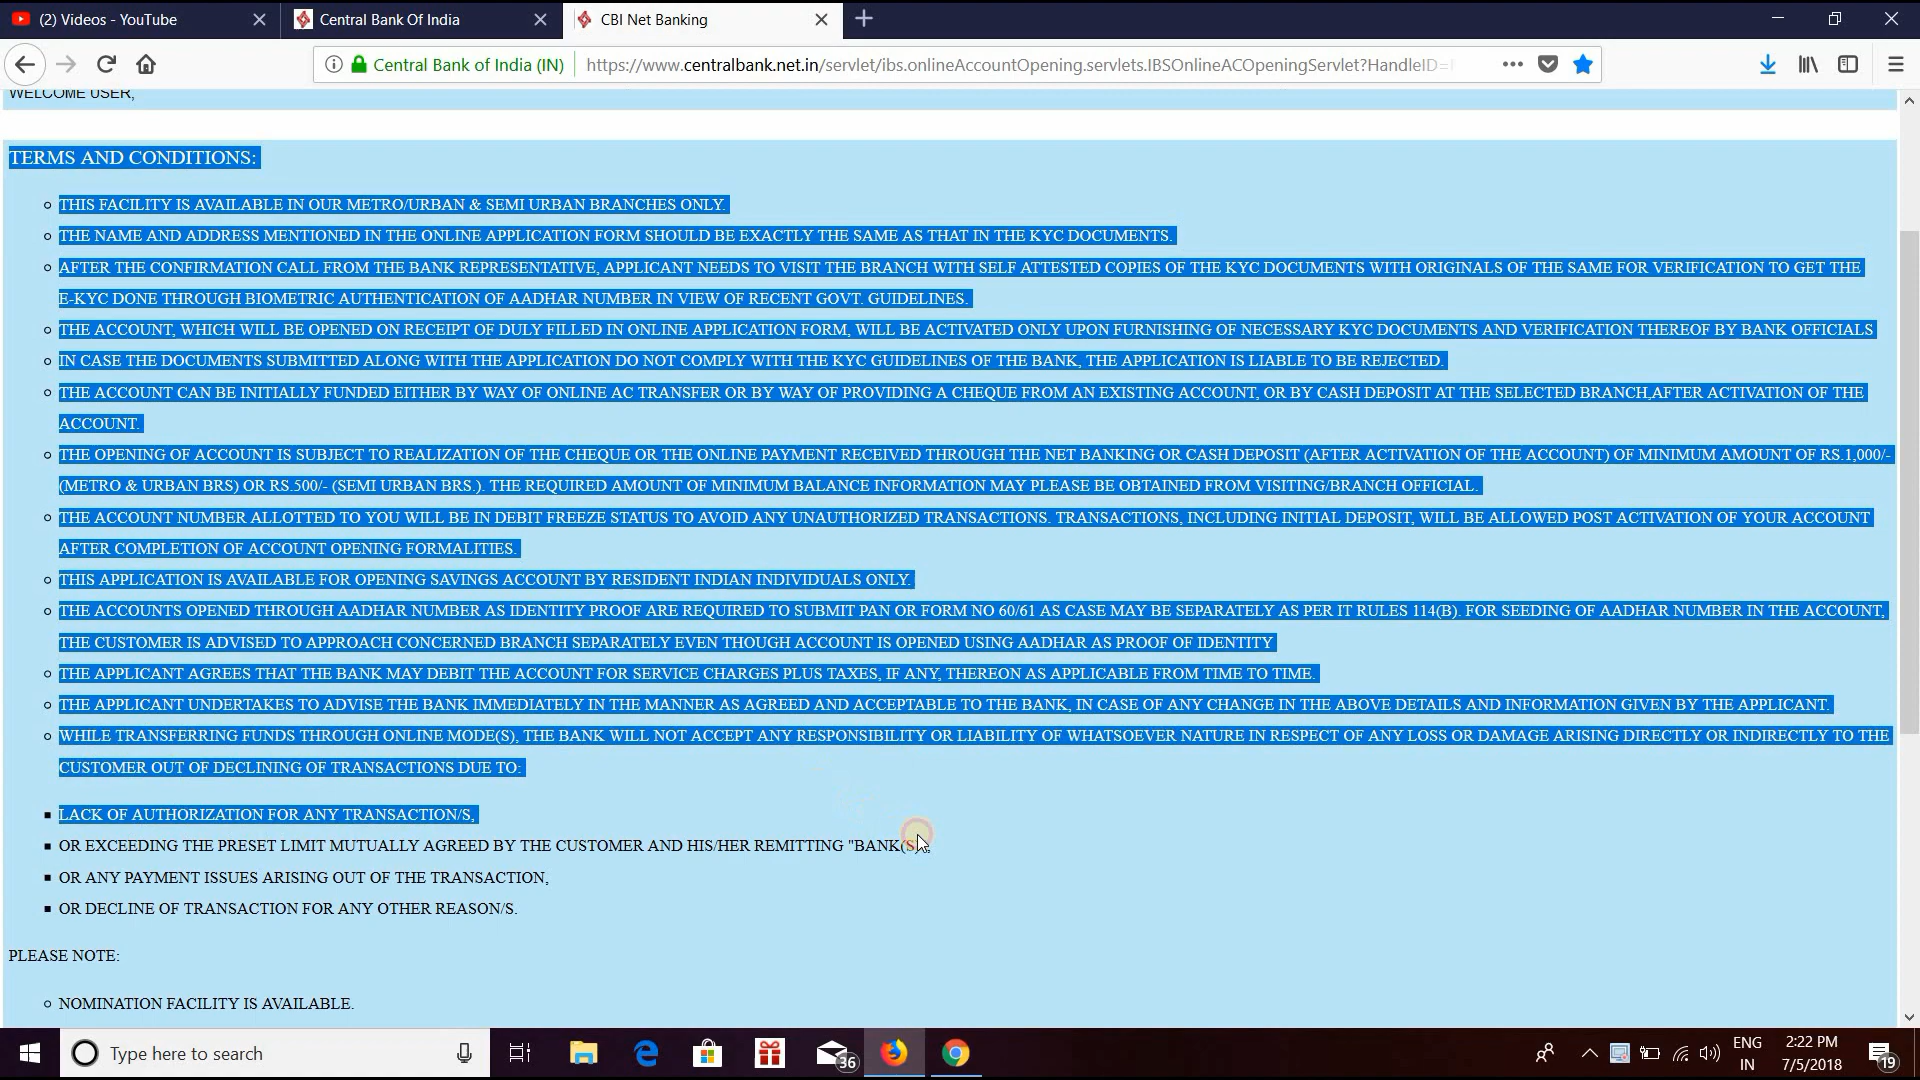 (2) Videos - YouTube
Central Bank Of India
CBI Net Banking
Central Bank of India (IN)
https://www.centralbank.net.in/servlet/ibs.onlineAccountOpening.servlets.IBSOnlineACOpeningServlet?HandleID=
WELCOME USER,
TERMS AND CONDITIONS:
THIS FACILITY IS AVAILABLE IN OUR METRO/URBAN & SEMI URBAN BRANCHES ONLY.
THE NAME AND ADDRESS MENTIONED IN THE ONLINE APPLICATION FORM SHOULD BE EXACTLY THE SAME AS THAT IN THE KYC DOCUMENTS.
AFTER THE CONFIRMATION CALL FROM THE BANK REPRESENTATIVE, APPLICANT NEEDS TO VISIT THE BRANCH WITH SELF ATTESTED COPIES OF THE KYC DOCUMENTS WITH ORIGINALS OF THE SAME FOR VERIFICATION TO GET THE
E-KYC DONE THROUGH BIOMETRIC AUTHENTICATION OF AADHAR NUMBER IN VIEW OF RECENT GOVT. GUIDELINES.
THE ACCOUNT, WHICH WILL BE OPENED ON RECEIPT OF DULY FILLED IN ONLINE APPLICATION FORM, WILL BE ACTIVATED ONLY UPON FURNISHING OF NECESSARY KYC DOCUMENTS AND VERIFICATION THEREOF BY BANK OFFICIALS
IN CASE THE DOCUMENTS SUBMITTED ALONG WITH THE APPLICATION DO NOT COMPLY WITH THE KYC GUIDELINES OF THE BANK, THE APPLICATION IS LIABLE TO BE REJECTED.
THE ACCOUNT CAN BE INITIALLY FUNDED EITHER BY WAY OF ONLINE AC TRANSFER OR BY WAY OF PROVIDING A CHEQUE FROM AN EXISTING ACCOUNT, OR BY CASH DEPOSIT AT THE SELECTED BRANCH,AFTER ACTIVATION OF THE
ACCOUNT.
THE OPENING OF ACCOUNT IS SUBJECT TO REALIZATION OF THE CHEQUE OR THE ONLINE PAYMENT RECEIVED THROUGH THE NET BANKING OR CASH DEPOSIT (AFTER ACTIVATION OF THE ACCOUNT) OF MINIMUM AMOUNT OF RS.1,000/-
(METRO & URBAN BRS) OR RS.500/- (SEMI URBAN BRS.). THE REQUIRED AMOUNT OF MINIMUM BALANCE INFORMATION MAY PLEASE BE OBTAINED FROM VISITING/BRANCH OFFICIAL.
THE ACCOUNT NUMBER ALLOTTED TO YOU WILL BE IN DEBIT FREEZE STATUS TO AVOID ANY UNAUTHORIZED TRANSACTIONS. TRANSACTIONS, INCLUDING INITIAL DEPOSIT, WILL BE ALLOWED POST ACTIVATION OF YOUR ACCOUNT
AFTER COMPLETION OF ACCOUNT OPENING FORMALITIES.
THIS APPLICATION IS AVAILABLE FOR OPENING SAVINGS ACCOUNT BY RESIDENT INDIAN INDIVIDUALS ONLY.
THE ACCOUNTS OPENED THROUGH AADHAR NUMBER AS IDENTITY PROOF ARE REQUIRED TO SUBMIT PAN OR FORM NO 60/61 AS CASE MAY BE SEPARATELY AS PER IT RULES 114(B). FOR SEEDING OF AADHAR NUMBER IN THE ACCOUNT,
THE CUSTOMER IS ADVISED TO APPROACH CONCERNED BRANCH SEPARATELY EVEN THOUGH ACCOUNT IS OPENED USING AADHAR AS PROOF OF IDENTITY
THE APPLICANT AGREES THAT THE BANK MAY DEBIT THE ACCOUNT FOR SERVICE CHARGES PLUS TAXES, IF ANY, THEREON AS APPLICABLE FROM TIME TO TIME.
THE APPLICANT UNDERTAKES TO ADVISE THE BANK IMMEDIATELY IN THE MANNER AS AGREED AND ACCEPTABLE TO THE BANK, IN CASE OF ANY CHANGE IN THE ABOVE DETAILS AND INFORMATION GIVEN BY THE APPLICANT.
WHILE TRANSFERRING FUNDS THROUGH ONLINE MODE(S), THE BANK WILL NOT ACCEPT ANY RESPONSIBILITY OR LIABILITY OF WHATSOEVER NATURE IN RESPECT OF ANY LOSS OR DAMAGE ARISING DIRECTLY OR INDIRECTLY TO THE
CUSTOMER OUT OF DECLINING OF TRANSACTIONS DUE TO:
LACK OF AUTHORIZATION FOR ANY TRANSACTION/S,
OR EXCEEDING THE PRESET LIMIT MUTUALLY AGREED BY THE CUSTOMER AND HIS/HER REMITTING "BANK(S),
OR ANY PAYMENT ISSUES ARISING OUT OF THE TRANSACTION,
OR DECLINE OF TRANSACTION FOR ANY OTHER REASON/S.
PLEASE NOTE:
NOMINATION FACILITY IS AVAILABLE.
Type here to search
36
ENG
IN
2:22 PM
7/5/2018
19